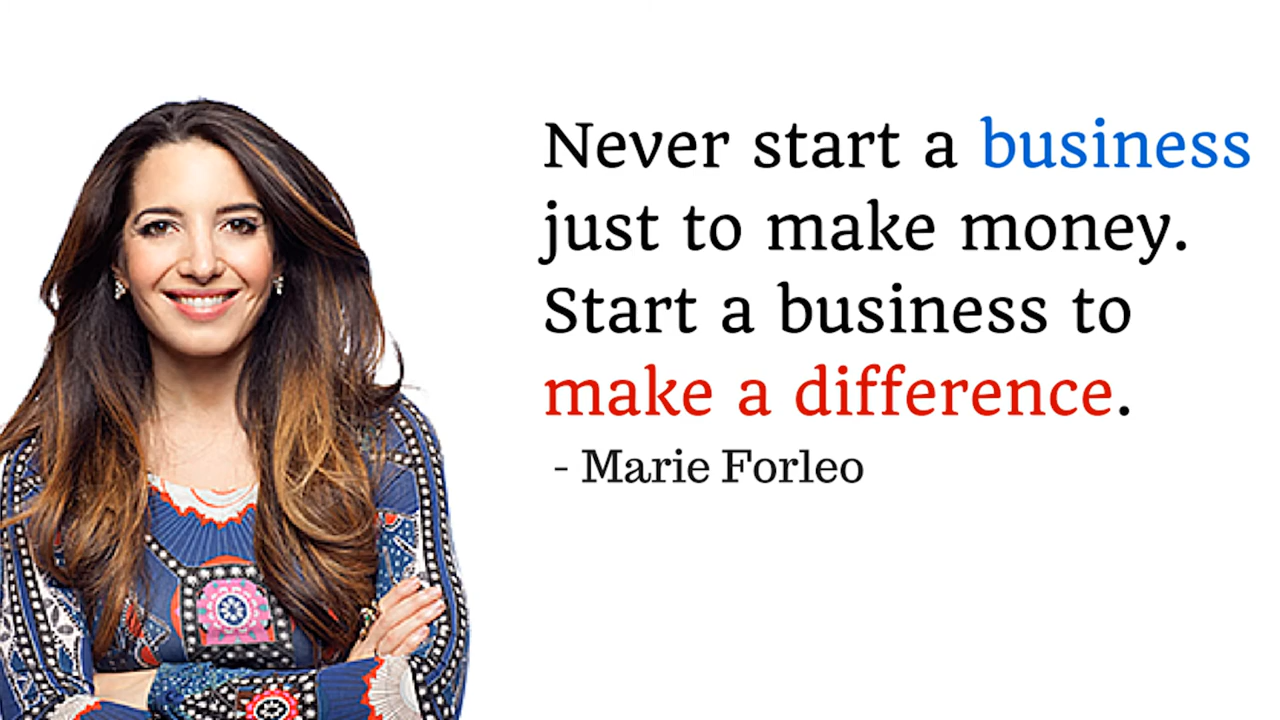 Never start a business
just to make money.
Start a business to
make a difference.
- Marie Forleo